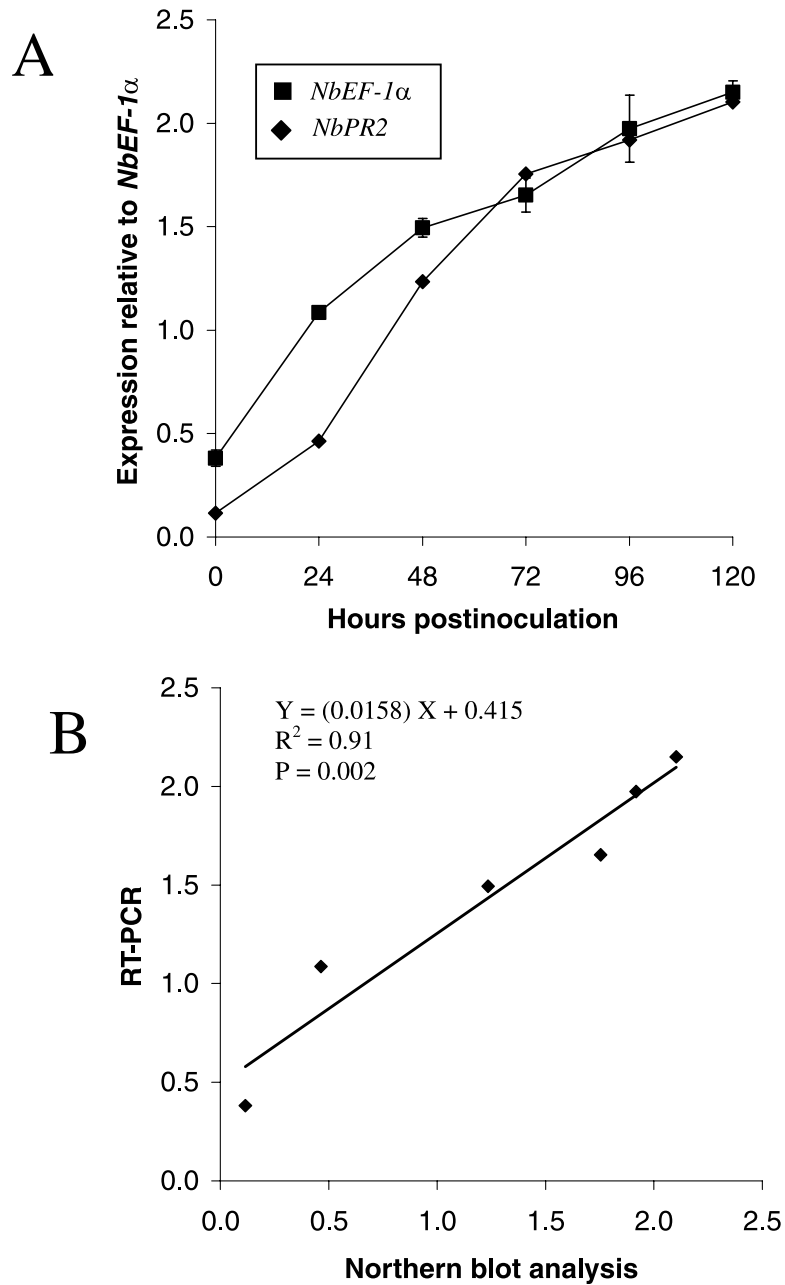 A
2.5
2.0
1.5
1.0
0.5
0.0
Expression relative to NbEF-1α
NbEF-1α
NbPR2
0 24 48 72 96 120
Hours postinoculation
B
2.5
2.0
1.5
1.0
0.5
0.0
RT-PCR
Y = (0.0158) X + 0.415
R² = 0.91
P = 0.002
0.0 0.5 1.0 1.5 2.0 2.5
Northern blot analysis